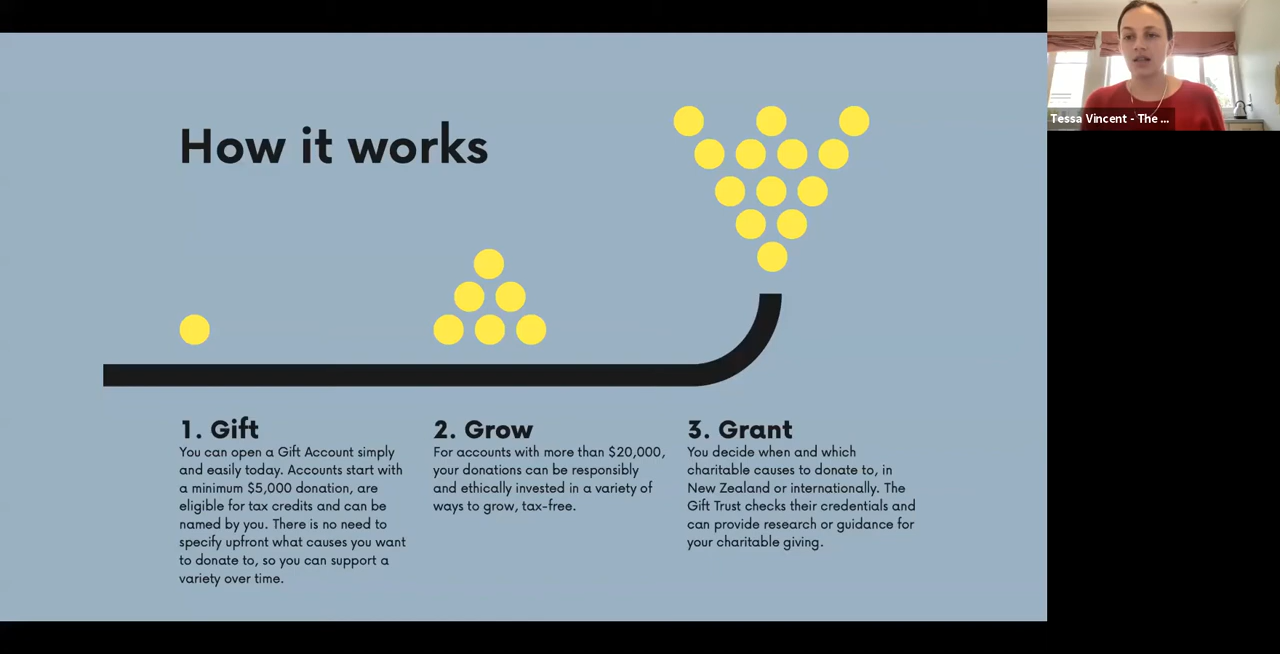 How it works
1. Gift
You can open a Gift Account simply
and easily today. Accounts start with
a minimum $5,000 donation, are
eligible for tax credits and can be
named by you. There is no need to
specify upfront what causes you want
to donate to, so you can support a
variety over time.
2. Grow
For accounts with more than $20,000,
your donations can be responsibly
and ethically invested in a variety of
ways to grow, tax-free.
3. Grant
You decide when and which
charitable causes to donate to, in
New Zealand or internationally. The
Gift Trust checks their credentials and
can provide research or guidance for
your charitable giving.
Tessa Vincent - The ...